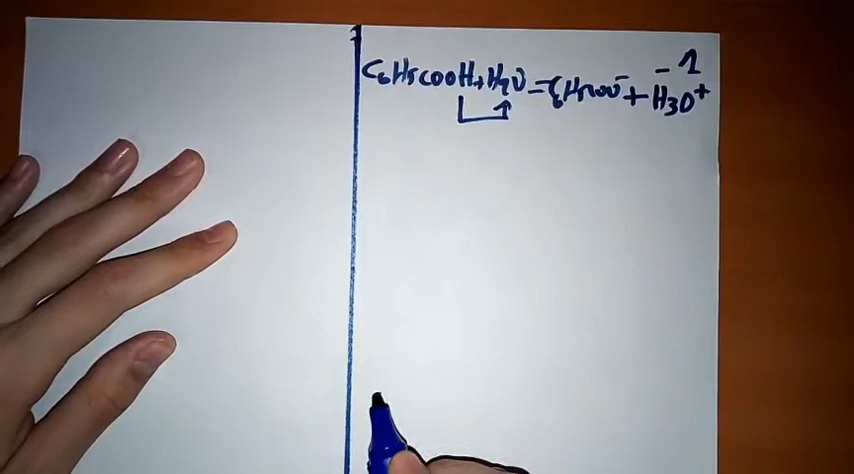 - 1
C₆H₅COOH + H₂O = C₆H₅COO⁻ + H₃O⁺